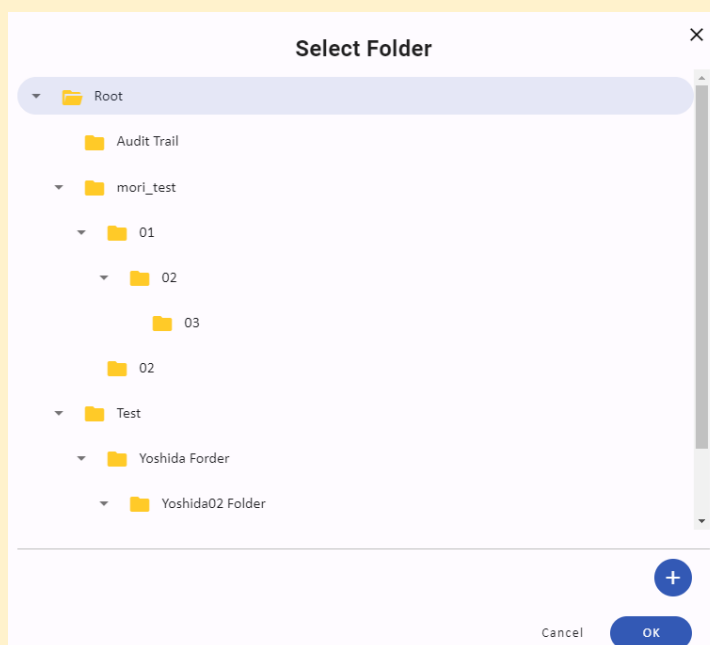 Select Folder
Root
Audit Trail
mori_test
01
02
03
02
Test
Yoshida Forder
Yoshida02 Folder
Cancel
OK